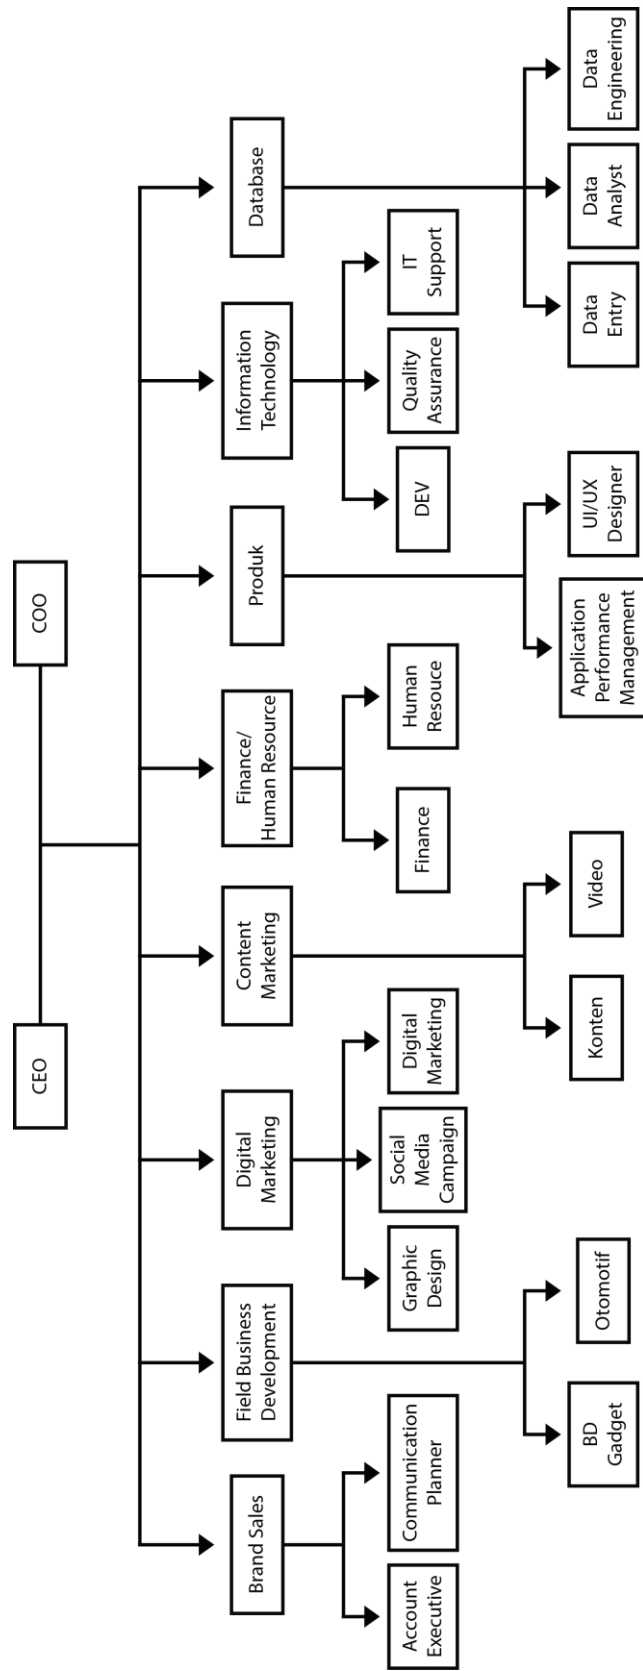 CEO
COO
Brand Sales
Field Business
Development
Digital
Marketing
Content
Marketing
Finance/
Human Resource
Produk
Information
Technology
Database
Account
Executive
Communication
Planner
Graphic
Design
Social
Media
Campaign
Digital
Marketing
Finance
Human
Resouce
DEV
Quality
Assurance
IT
Support
BD
Gadget
Otomotif
Konten
Video
Application
Performance
Management
UI/UX
Designer
Data
Entry
Data
Analyst
Data
Engineering